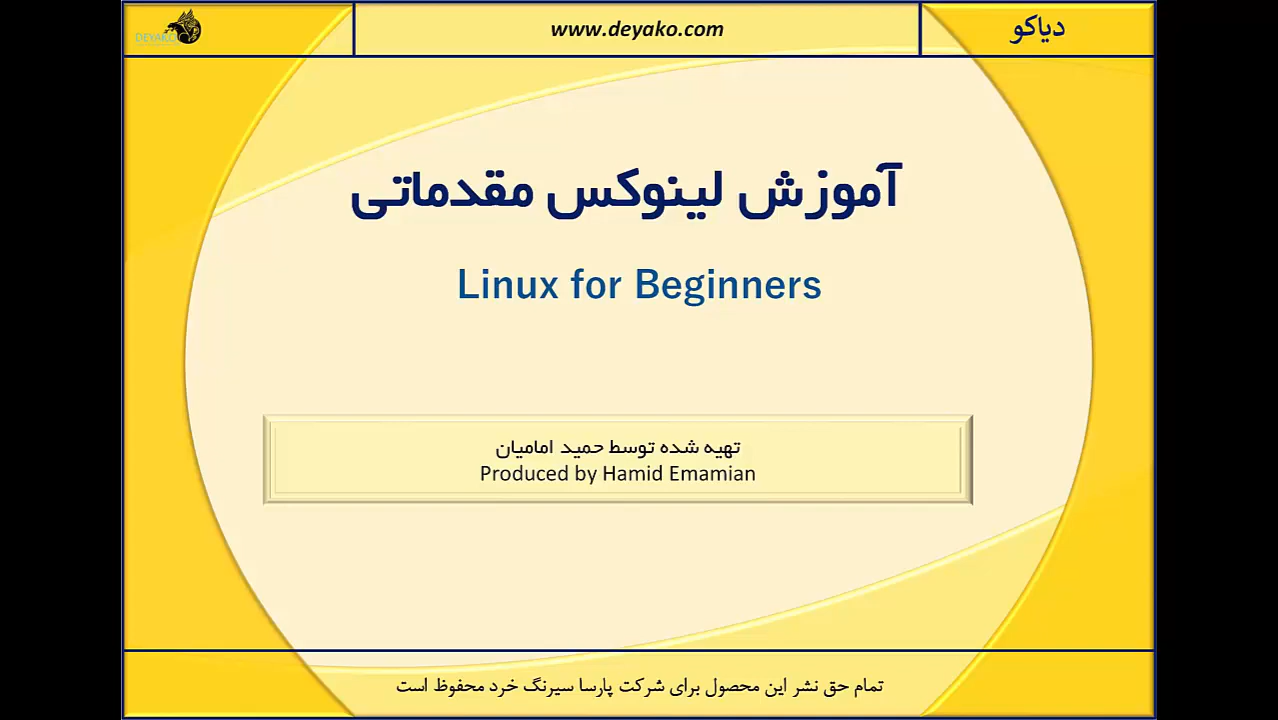 DEYAKO
www.deyako.com
دیاکو
آموزش لینوکس مقدماتی
Linux for Beginners
تهیه شده توسط حمید امامیان
Produced by Hamid Emamian
تمام حق نشر این محصول برای شرکت پارسا سیرنگ خرد محفوظ است